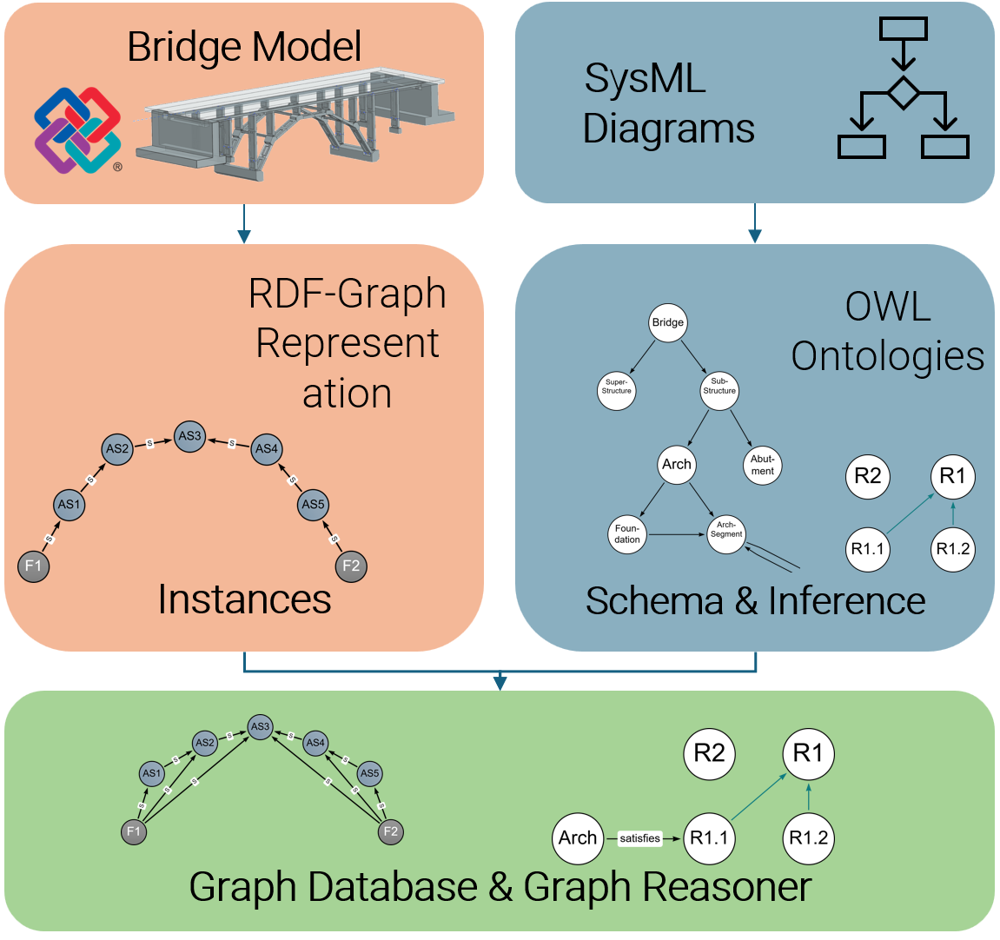 Bridge Model
®
SysML
Diagrams
RDF-Graph
Represent
ation
AS3
AS2
s
s
AS4
s
s
AS1
AS5
s
s
F1
F2
Instances
OWL
Ontologies
Bridge
Super-
Structure
Sub-
Structure
Arch
Abut-
ment
Foun-
dation
Arch-
Segment
R2
R1
R1.1
R1.2
Schema & Inference
AS3
AS2
s
s
AS4
s
s
AS1
AS5
s
s
s
s
s
s
F1
F2
R2
R1
Arch
satisfies
R1.1
R1.2
Graph Database & Graph Reasoner